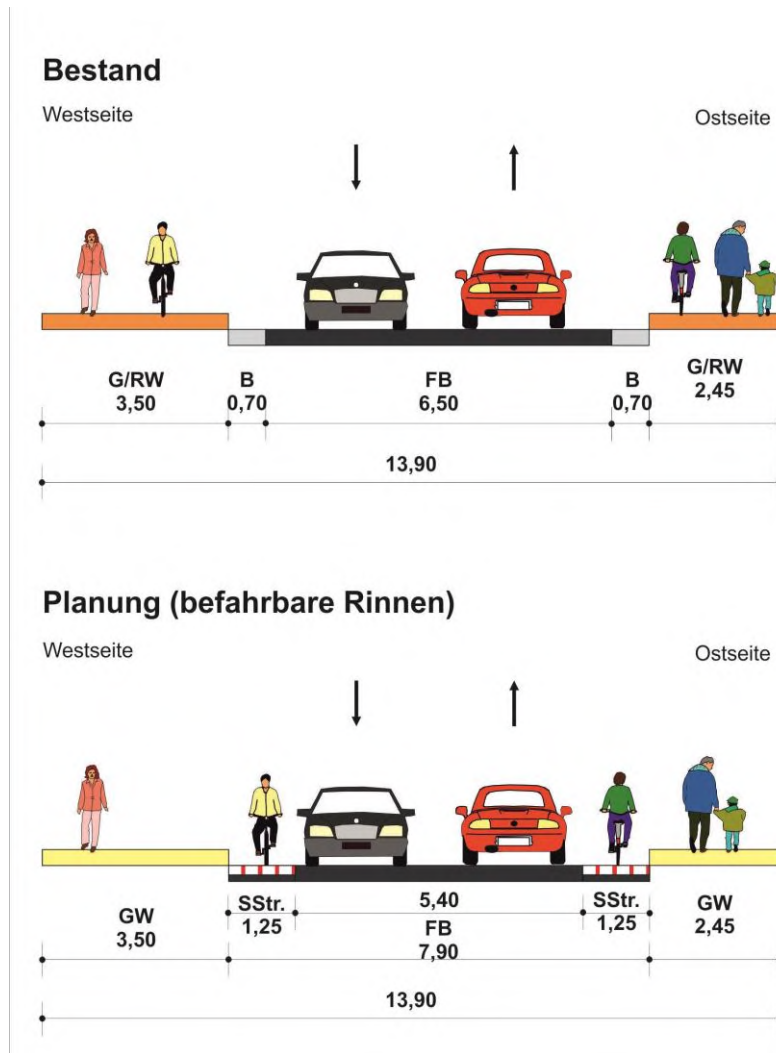 Bestand
Westseite
Ostseite
G/RW
3,50
B
0,70
FB
6,50
B
0,70
G/RW
2,45
13,90
Planung (befahrbare Rinnen)
Westseite
Ostseite
GW
3,50
SStr.
1,25
5,40
FB
7,90
SStr.
1,25
GW
2,45
13,90